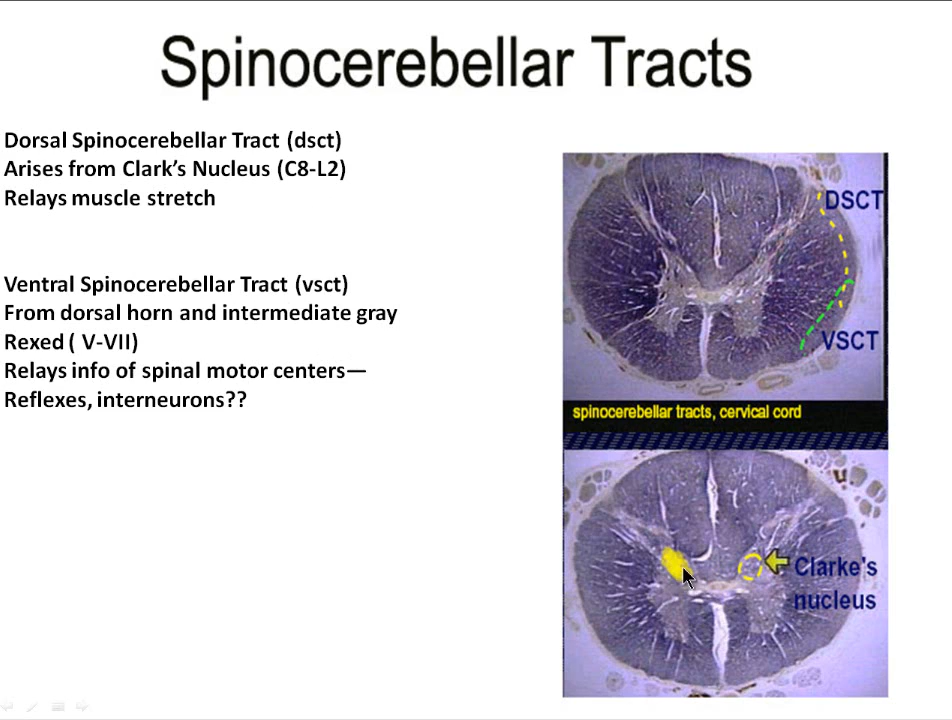 Spinocerebellar Tracts
Dorsal Spinocerebellar Tract (dsct)
Arises from Clark's Nucleus (C8-L2)
Relays muscle stretch
Ventral Spinocerebellar Tract (vsct)
From dorsal horn and intermediate gray
Rexed ( V-VII)
Relays info of spinal motor centers—
Reflexes, interneurons??
DSCT
VSCT
spinocerebellar tracts, cervical cord
Clarke's
nucleus